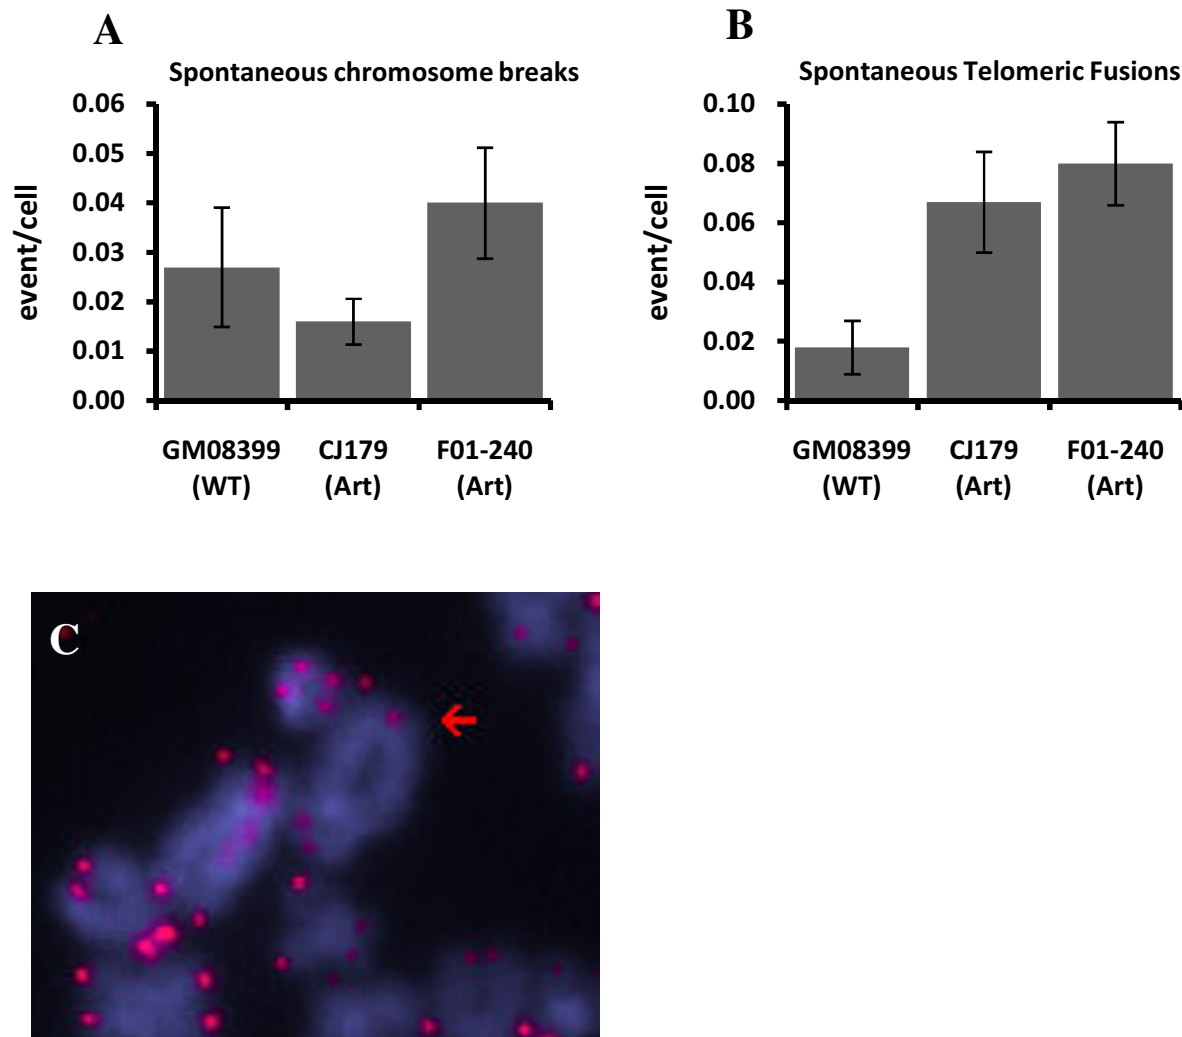 A
Spontaneous chromosome breaks
event/cell
0.06
0.05
0.04
0.03
0.02
0.01
0.00
GM08399 CJ179 F01-240
(WT) (Art) (Art)
B
Spontaneous Telomeric Fusions
event/cell
0.10
0.08
0.06
0.04
0.02
0.00
GM08399 CJ179 F01-240
(WT) (Art) (Art)
C